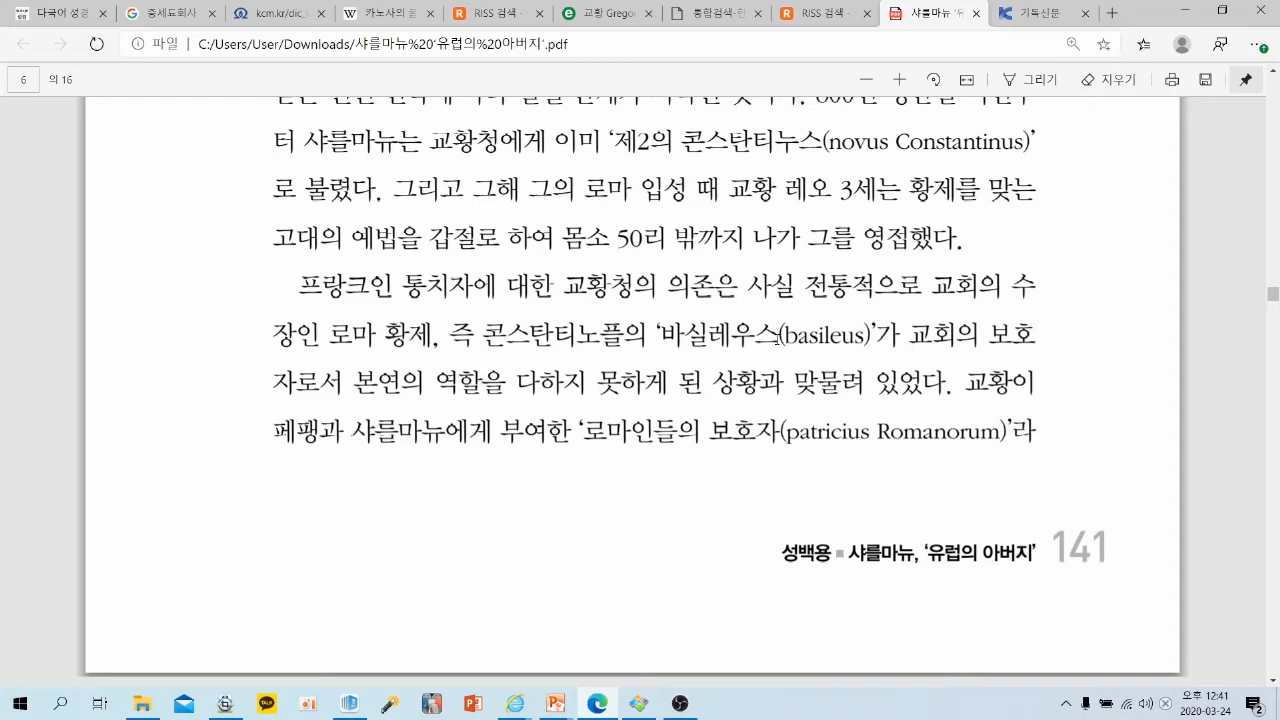 다국어
국제교회사
kcmkr
카노사의 굴
RISS 검색 -
교황 Grego
통합검색-한
RISS 검색 -
샤를마뉴 '유
기독신문
파일 | C:/Users/User/Downloads/샤를마뉴%20'유럽의%20아버지'.pdf
6 의 16
그리기
지우기
터 샤를마뉴는 교황청에게 이미 '제2의 콘스탄티누스(novus Constantinus)'
로 불렸다. 그리고 그해 그의 로마 입성 때 교황 레오 3세는 황제를 맞는
고대의 예법을 갑절로 하여 몸소 50리 밖까지 나가 그를 영접했다.
프랑크인 통치자에 대한 교황청의 의존은 사실 전통적으로 교회의 수
장인 로마 황제, 즉 콘스탄티노플의 '바실레우스(basileus)'가 교회의 보호
자로서 본연의 역할을 다하지 못하게 된 상황과 맞물려 있었다. 교황이
페팽과 샤를마뉴에게 부여한 '로마인들의 보호자(patricius Romanorum)'라
성백용 ■ 샤를마뉴, '유럽의 아버지' 141
TALK
오후 12:41
2020-03-24
2